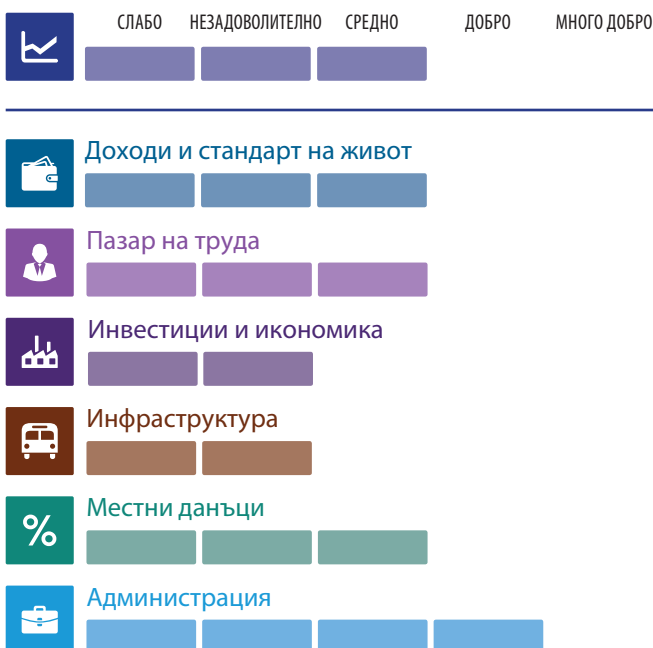 СЛАБО НЕЗАДОВОЛИТЕЛНО СРЕДНО ДОБРО МНОГО ДОБРО
Доходи и стандарт на живот
Пазар на труда
Инвестиции и икономика
Инфраструктура
Местни данъци
%
Администрация